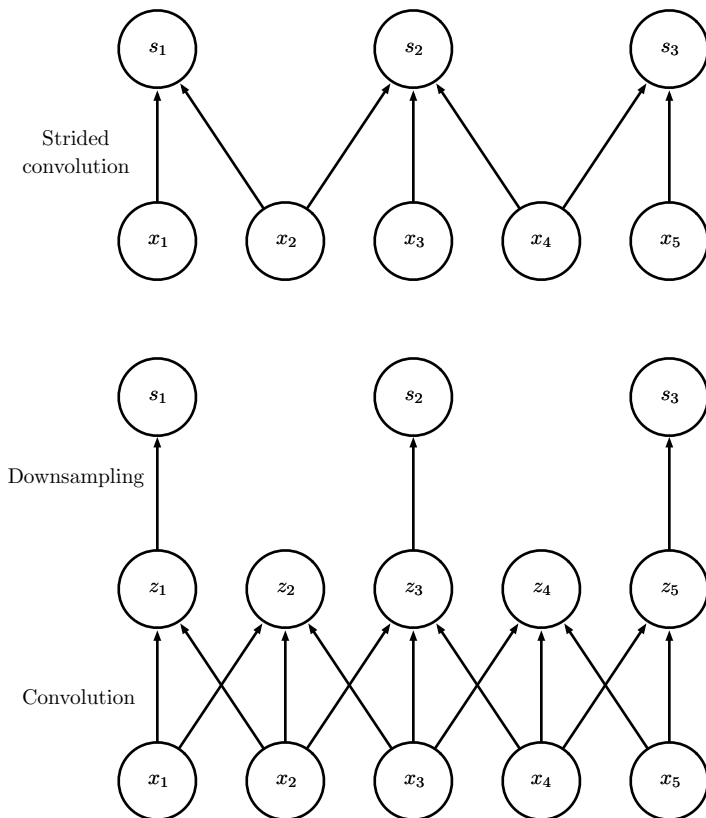 s₁ s₂ s₃
Strided
convolution
x₁ x₂ x₃ x₄ x₅
s₁ s₂ s₃
Downsampling
z₁ z₂ z₃ z₄ z₅
Convolution
x₁ x₂ x₃ x₄ x₅